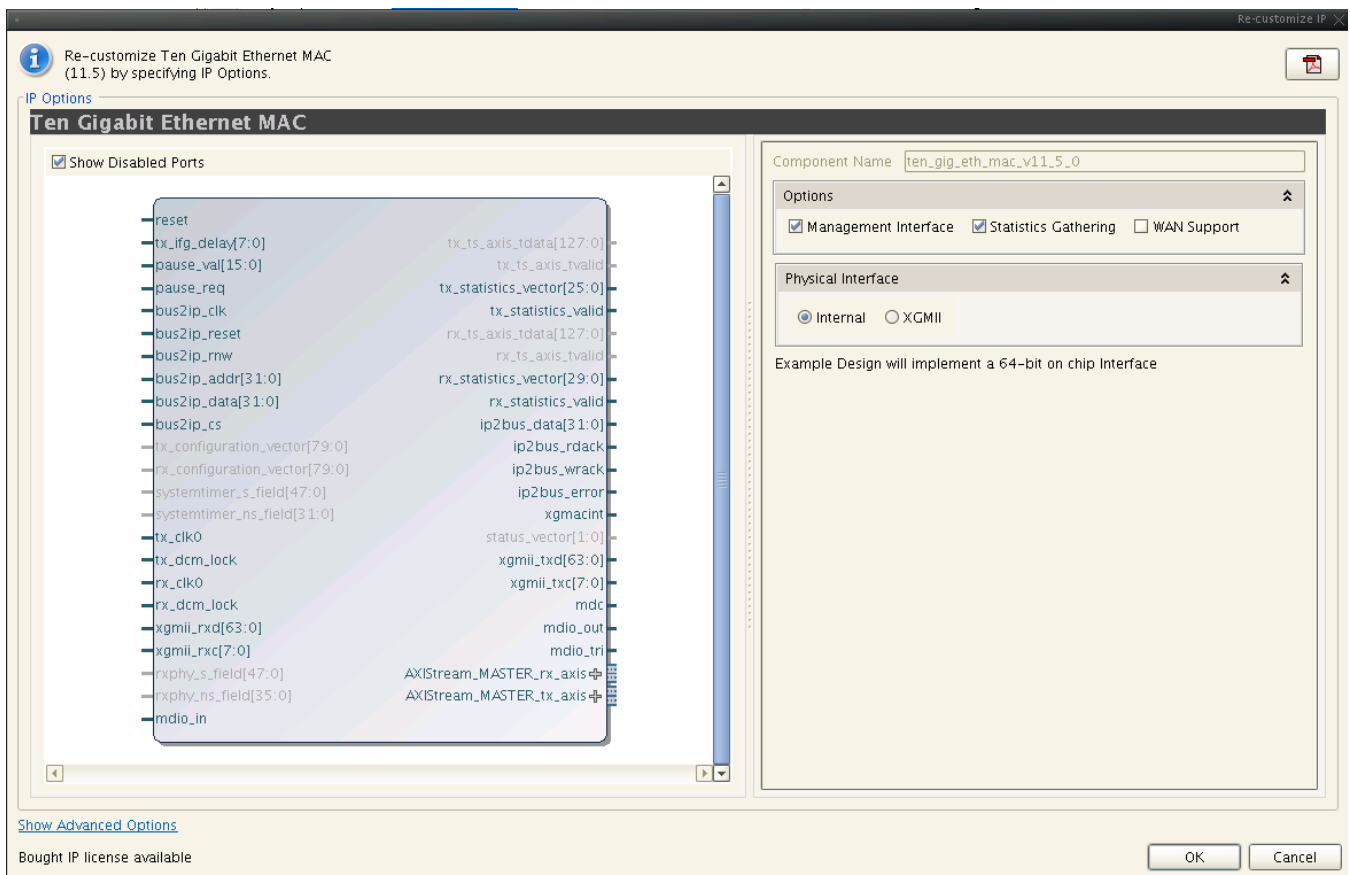 Re-customize IP
Re-customize Ten Gigabit Ethernet MAC
(11.5) by specifying IP Options.
IP Options
Ten Gigabit Ethernet MAC
Show Disabled Ports
reset
tx_ifg_delay[7:0]
pause_val[15:0]
pause_req
bus2ip_clk
bus2ip_reset
bus2ip_rnw
bus2ip_addr[31:0]
bus2ip_data[31:0]
bus2ip_cs
tx_configuration_vector[79:0]
rx_configuration_vector[79:0]
systemtimer_s_field[47:0]
systemtimer_ns_field[31:0]
tx_clk0
tx_dcm_lock
rx_clk0
rx_dcm_lock
xgmii_rxd[63:0]
xgmii_rxc[7:0]
rxphy_s_field[47:0]
rxphy_ns_field[35:0]
mdio_in
tx_ts_axis_tdata[127:0]
tx_ts_axis_tvalid
tx_statistics_vector[25:0]
tx_statistics_valid
rx_ts_axis_tdata[127:0]
rx_ts_axis_tvalid
rx_statistics_vector[29:0]
rx_statistics_valid
ip2bus_data[31:0]
ip2bus_rdack
ip2bus_wrack
ip2bus_error
xgmacint
status_vector[1:0]
xgmii_txd[63:0]
xgmii_txc[7:0]
mdc
mdio_out
mdio_tri
AXIStream_MASTER_rx_axis
AXIStream_MASTER_tx_axis
Component Name ten_gig_eth_mac_v11_5_0
Options
Management Interface Statistics Gathering WAN Support
Physical Interface
Internal XGMII
Example Design will implement a 64-bit on chip Interface
Show Advanced Options
Bought IP license available
OK Cancel